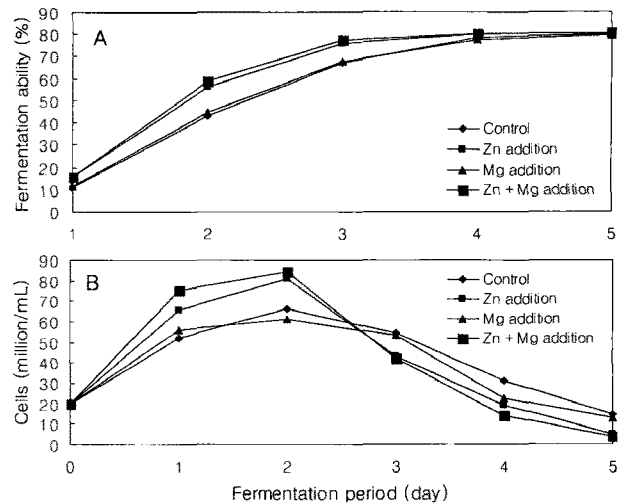 A
Fermentation ability (%)
90
80
70
60
50
40
30
20
10
0
Control
Zn addition
Mg addition
Zn + Mg addition
1 2 3 4 5
B
Cells (million/mL)
90
80
70
60
50
40
30
20
10
0
Control
Zn addition
Mg addition
Zn + Mg addition
0 1 2 3 4 5
Fermentation period (day)